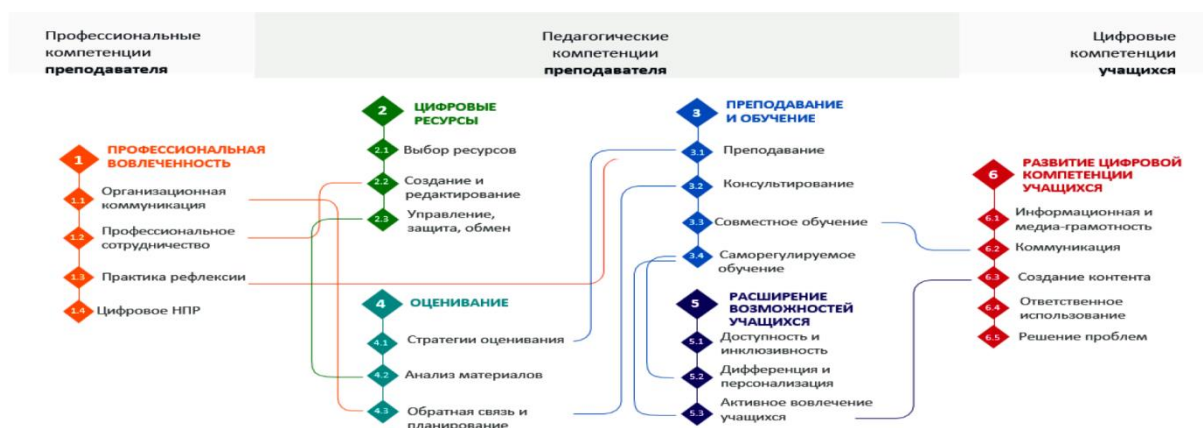 Профессиональные
компетенции
преподавателя
Педагогические
компетенции
преподавателя
Цифровые
компетенции
учащихся
1
ПРОФЕССИОНАЛЬНАЯ
ВОВЛЕЧЕННОСТЬ
1.1
Организационная
коммуникация
1.2
Профессиональное
сотрудничество
1.3
Практика рефлексии
1.4
Цифровое НПР
2
ЦИФРОВЫЕ
РЕСУРСЫ
2.1
Выбор ресурсов
2.2
Создание и
редактирование
2.3
Управление,
защита, обмен
4
ОЦЕНИВАНИЕ
4.1
Стратегии оценивания
4.2
Анализ материалов
4.3
Обратная связь и
планирование
3
ПРЕПОДАВАНИЕ
И ОБУЧЕНИЕ
3.1
Преподавание
3.2
Консультирование
3.3
Совместное обучение
3.4
Саморегулируемое
обучение
5
РАСШИРЕНИЕ
ВОЗМОЖНОСТЕЙ
УЧАЩИХСЯ
5.1
Доступность и
инклюзивность
5.2
Дифференция и
персонализация
5.3
Активное вовлечение
учащихся
6
РАЗВИТИЕ ЦИФРОВОЙ
КОМПЕТЕНЦИИ
УЧАЩИХСЯ
6.1
Информационная и
медиа-грамотность
6.2
Коммуникация
6.3
Создание контента
6.4
Ответственное
использование
6.5
Решение проблем